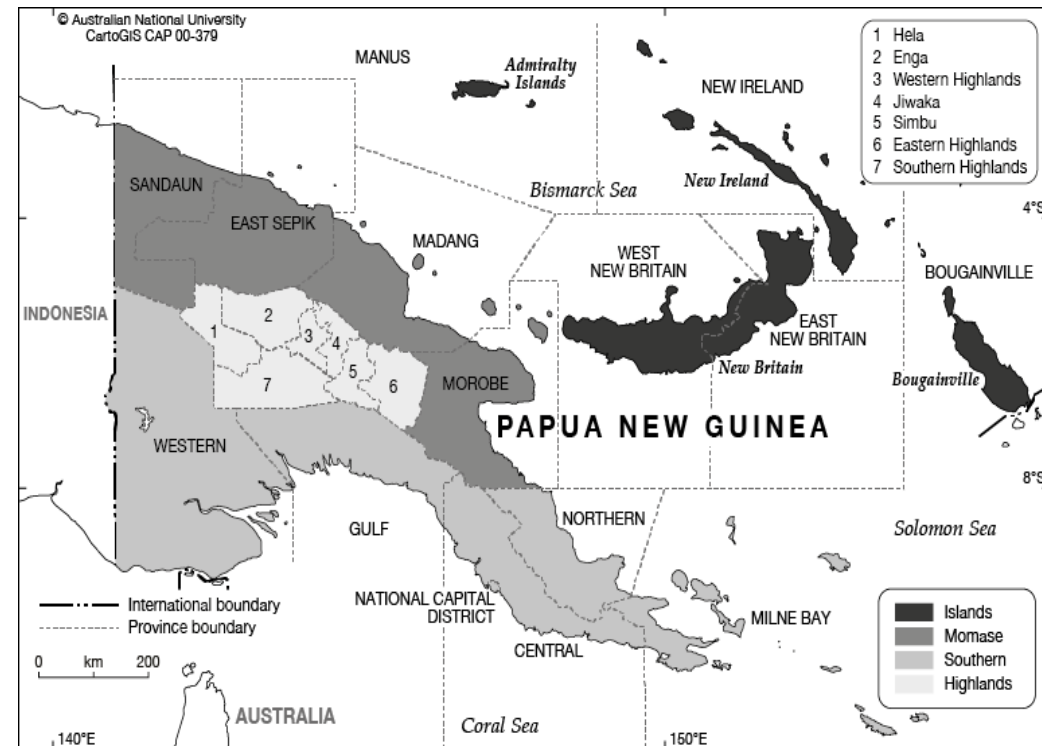 © Australian National University
CartoGIS CAP 00-379
MANUS
Admiralty
Islands
NEW IRELAND
1 Hela
2 Enga
3 Western Highlands
4 Jiwaka
5 Simbu
6 Eastern Highlands
7 Southern Highlands
SANDAUN
Bismarck Sea
New Ireland
4°S
EAST SEPIK
MADANG
WEST
NEW BRITAIN
BOUGAINVILLE
INDONESIA
1
2
3
4
5
6
7
EAST
NEW BRITAIN
New Britain
MOROBE
Bougainville
PAPUA NEW GUINEA
WESTERN
8°S
GULF
NORTHERN
Solomon Sea
NATIONAL CAPITAL
DISTRICT
CENTRAL
MILNE BAY
International boundary
Province boundary
0 km 200
Islands
Momase
Southern
Highlands
AUSTRALIA
Coral Sea
140°E
150°E